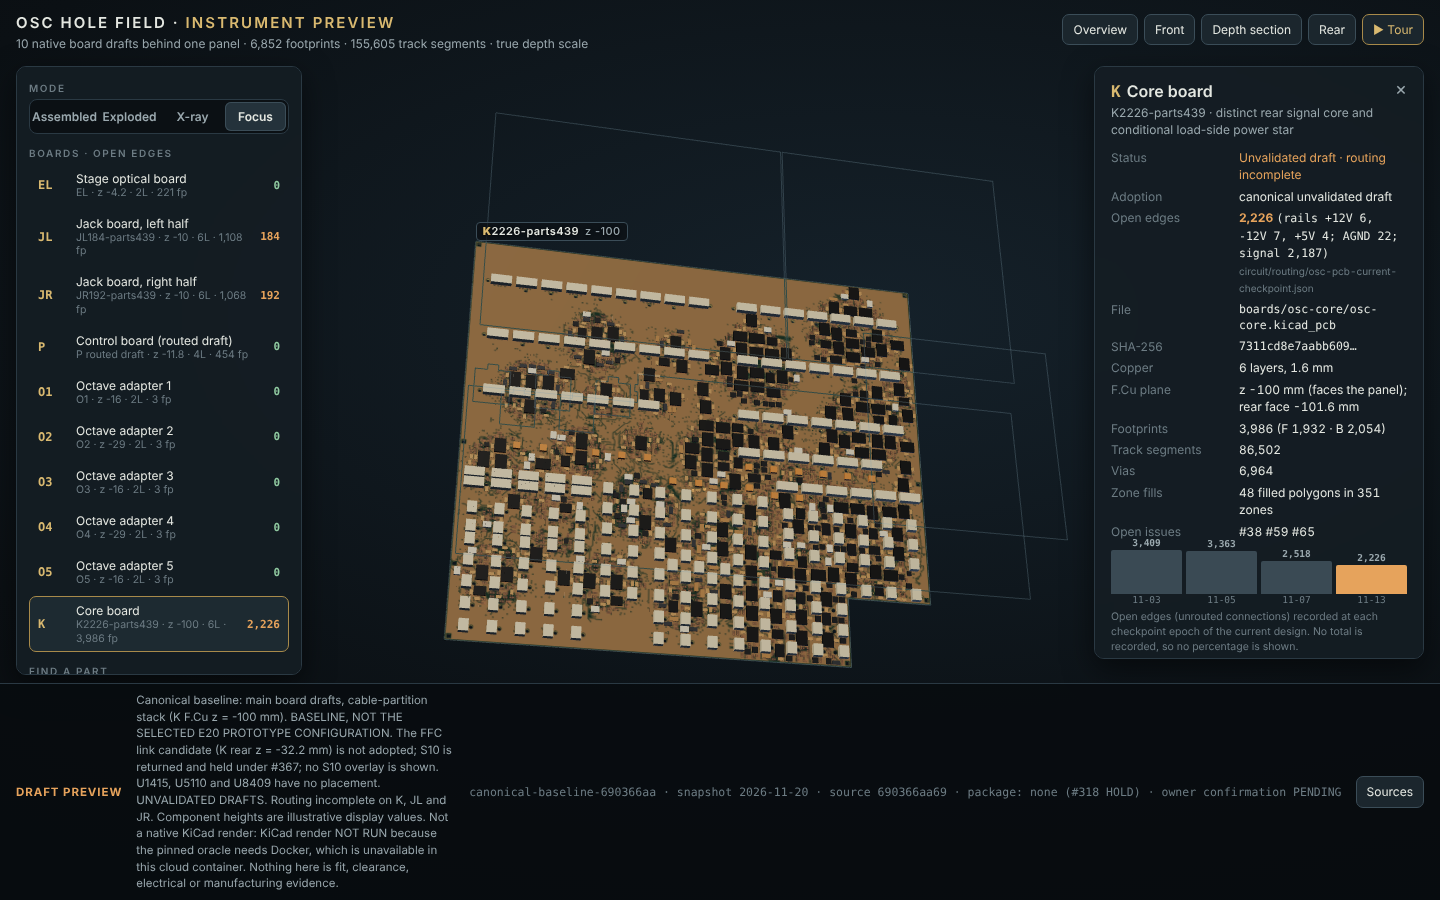 OSC HOLE FIELD · INSTRUMENT PREVIEW
10 native board drafts behind one panel · 6,852 footprints · 155,605 track segments · true depth scale
Overview
Front
Depth section
Rear
▶ Tour
MODE
Assembled Exploded X-ray Focus
BOARDS · OPEN EDGES
EL Stage optical board 0
EL · z -4.2 · 2L · 221 fp
JL Jack board, left half 184
JL184-parts439 · z -10 · 6L · 1,108
fp
JR Jack board, right half 192
JR192-parts439 · z -10 · 6L · 1,068
fp
P Control board (routed draft) 0
P routed draft · z -11.8 · 4L · 454 fp
O1 Octave adapter 1 0
O1 · z -16 · 2L · 3 fp
O2 Octave adapter 2 0
O2 · z -29 · 2L · 3 fp
O3 Octave adapter 3 0
O3 · z -16 · 2L · 3 fp
O4 Octave adapter 4 0
O4 · z -29 · 2L · 3 fp
O5 Octave adapter 5 0
O5 · z -16 · 2L · 3 fp
K Core board 2,226
K2226-parts439 · z -100 · 6L ·
3,986 fp
FIND A PART
K2226-parts439 z -100
K Core board ×
K2226-parts439 · distinct rear signal core and
conditional load-side power star
Status Unvalidated draft · routing
incomplete
Adoption canonical unvalidated draft
Open edges 2,226 (rails +12V 6,
-12V 7, +5V 4; AGND 22;
signal 2,187)
circuit/routing/osc-pcb-current-
checkpoint.json
File boards/osc-core/osc-
core.kicad_pcb
SHA-256 7311cd8e7aabb609…
Copper 6 layers, 1.6 mm
F.Cu plane z -100 mm (faces the panel);
rear face -101.6 mm
Footprints 3,986 (F 1,932 · B 2,054)
Track segments 86,502
Vias 6,964
Zone fills 48 filled polygons in 351
zones
Open issues #38 #59 #65
3,409 3,363 2,518 2,226
11-03 11-05 11-07 11-13
Open edges (unrouted connections) recorded at each
checkpoint epoch of the current design. No total is
recorded, so no percentage is shown.
DRAFT PREVIEW
Canonical baseline: main board drafts, cable-partition
stack (K F.Cu z = -100 mm). BASELINE, NOT THE
SELECTED E20 PROTOTYPE CONFIGURATION. The FFC
link candidate (K rear z = -32.2 mm) is not adopted; S10 is
returned and held under #367; no S10 overlay is shown.
U1415, U5110 and U8409 have no placement.
UNVALIDATED DRAFTS. Routing incomplete on K, JL and
JR. Component heights are illustrative display values. Not
a native KiCad render: KiCad render NOT RUN because
the pinned oracle needs Docker, which is unavailable in
this cloud container. Nothing here is fit, clearance,
electrical or manufacturing evidence.
canonical-baseline-690366aa · snapshot 2026-11-20 · source 690366aa69 · package: none (#318 HOLD) · owner confirmation PENDING
Sources